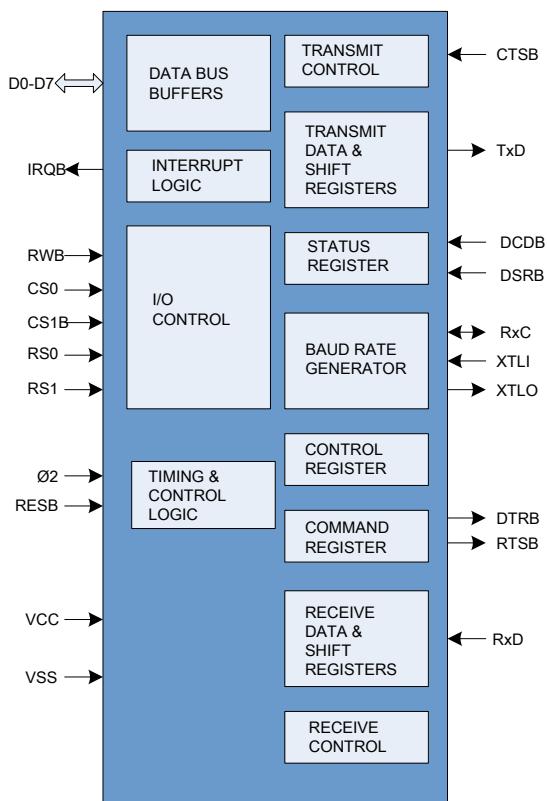 D0-D7
IRQB
RWB
CS0
CS1B
RS0
RS1
Ø2
RESB
VCC
VSS
DATA BUS
BUFFERS
INTERRUPT
LOGIC
I/O
CONTROL
TIMING &
CONTROL
LOGIC
TRANSMIT
CONTROL
TRANSMIT
DATA &
SHIFT
REGISTERS
STATUS
REGISTER
BAUD RATE
GENERATOR
CONTROL
REGISTER
COMMAND
REGISTER
RECEIVE
DATA &
SHIFT
REGISTERS
RECEIVE
CONTROL
CTSB
TxD
DCDB
DSRB
RxC
XTLI
XTLO
DTRB
RTSB
RxD